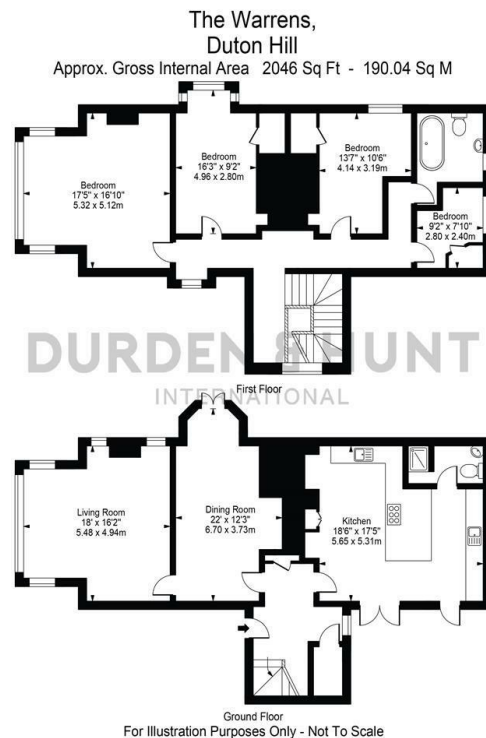 The Warrens,
Duton Hill
Approx. Gross Internal Area 2046 Sq Ft - 190.04 Sq M
Bedroom
17'5" x 16'10"
5.32 x 5.12m
Bedroom
16'3" x 9'2"
4.96 x 2.80m
Bedroom
13'7" x 10'6"
4.14 x 3.19m
Bedroom
9'2" x 7'10"
2.80 x 2.40m
DURDEN & HUNT
INTERNATIONAL
First Floor
Living Room
18' x 16'2"
5.48 x 4.94m
Dining Room
22' x 12'3"
6.70 x 3.73m
Kitchen
18'6" x 17'5"
5.65 x 5.31m
Ground Floor
For Illustration Purposes Only - Not To Scale